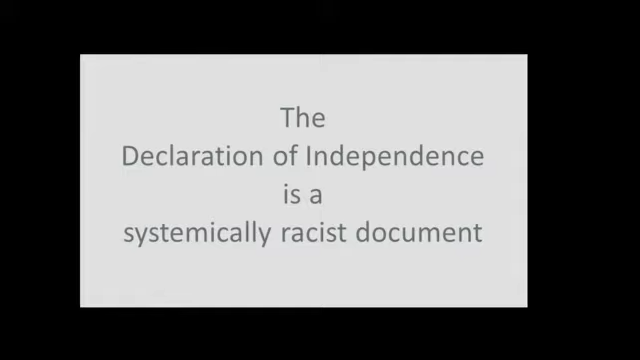 The
Declaration of Independence
is a
systemically racist document